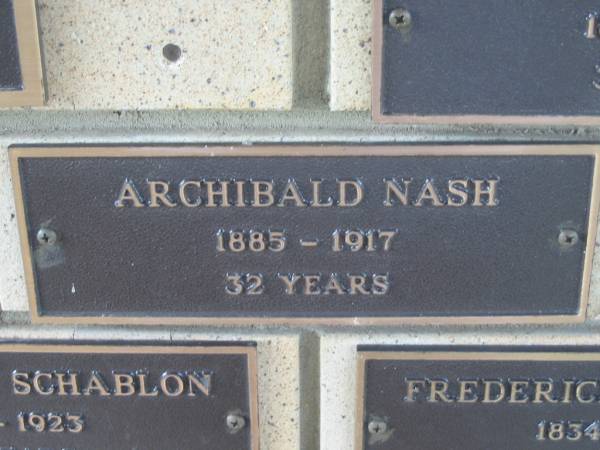 ARCHIBALD NASH
1885 - 1917
32 YEARS
SCHABLON
- 1923
FREDERIC
1834